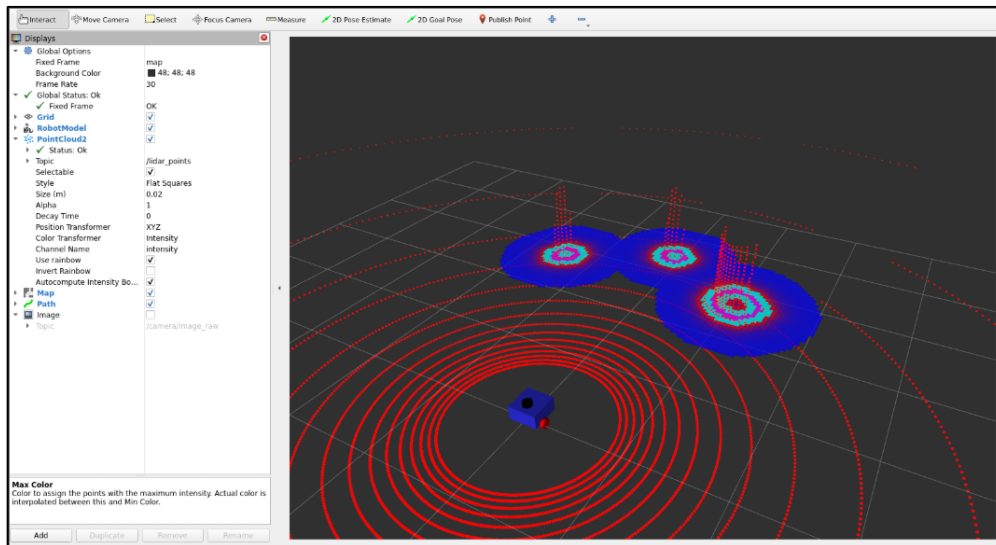 Interact Move Camera Select Focus Camera Measure 2D Pose Estimate 2D Goal Pose Publish Point
Displays
Global Options
Fixed Frame map
Background Color 48; 48; 48
Frame Rate 30
Global Status: Ok
Fixed Frame OK
Grid
RobotModel
PointCloud2
Status: Ok
Topic /lidar_points
Selectable
Style Flat Squares
Size (m) 0.02
Alpha 1
Decay Time 0
Position Transformer XYZ
Color Transformer Intensity
Channel Name intensity
Use rainbow
Invert Rainbow
Autocompute Intensity Bo...
Map
Path
Image
Topic /camera/image_raw
Max Color
Color to assign the points with the maximum intensity. Actual color is
interpolated between this and Min Color.
Add Duplicate Remove Rename